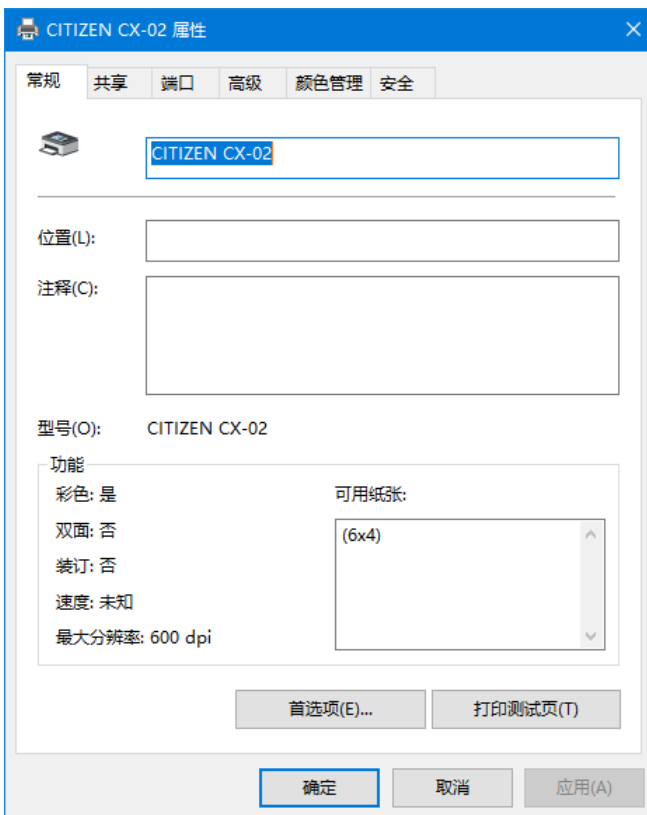 CITIZEN CX-02 属性
常规 共享 端口 高级 颜色管理 安全
CITIZEN CX-02
位置(L):
注释(C):
型号(O): CITIZEN CX-02
功能
彩色: 是
可用纸张:
双面: 否
(6x4)
装订: 否
速度: 未知
最大分辨率: 600 dpi
首选项(E)... 打印测试页(T)
确定 取消 应用(A)